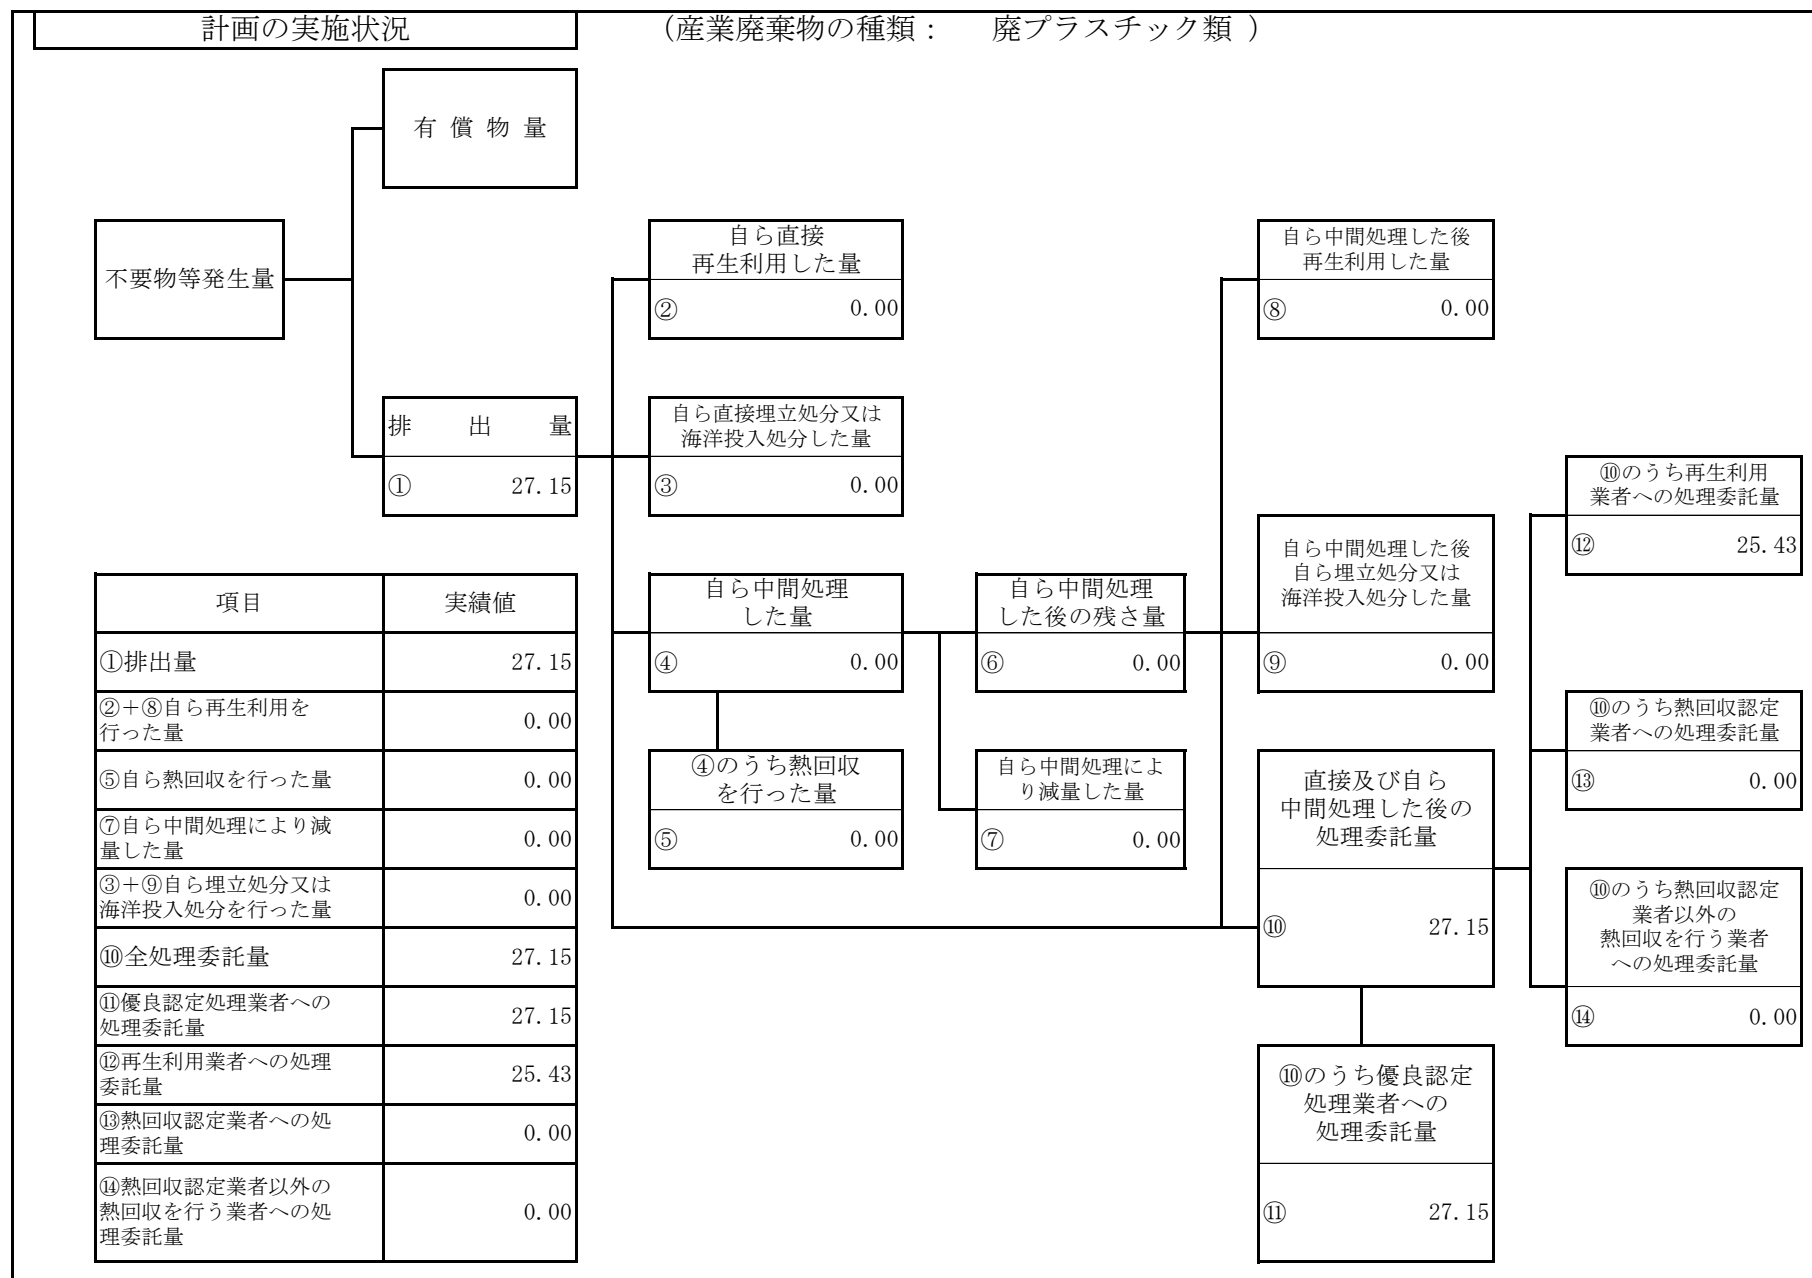 計画の実施状況
（産業廃棄物の種類： 廃プラスチック類 ）
有 償 物 量
不要物等発生量
自ら直接
再生利用した量
② 0.00
自ら中間処理した後
再生利用した量
⑧ 0.00
排 出 量
① 27.15
自ら直接埋立処分又は
海洋投入処分した量
③ 0.00
⑩のうち再生利用
業者への処理委託量
⑫ 25.43
自ら中間処理した後
自ら埋立処分又は
海洋投入処分した量
⑨ 0.00
自ら中間処理
した量
④ 0.00
自ら中間処理
した後の残さ量
⑥ 0.00
④のうち熱回収
を行った量
⑤ 0.00
自ら中間処理によ
り減量した量
⑦ 0.00
直接及び自ら
中間処理した後の
処理委託量
⑩ 27.15
⑩のうち熱回収認定
業者への処理委託量
⑬ 0.00
⑩のうち熱回収認定
業者以外の
熱回収を行う業者
への処理委託量
⑭ 0.00
⑩のうち優良認定
処理業者への
処理委託量
⑪ 27.15
項目 実績値
①排出量 27.15
②＋⑧自ら再生利用を
行った量 0.00
⑤自ら熱回収を行った量 0.00
⑦自ら中間処理により減
量した量 0.00
③＋⑨自ら埋立処分又は
海洋投入処分を行った量 0.00
⑩全処理委託量 27.15
⑪優良認定処理業者への
処理委託量 27.15
⑫再生利用業者への処理
委託量 25.43
⑬熱回収認定業者への処
理委託量 0.00
⑭熱回収認定業者以外の
熱回収を行う業者への処
理委託量 0.00